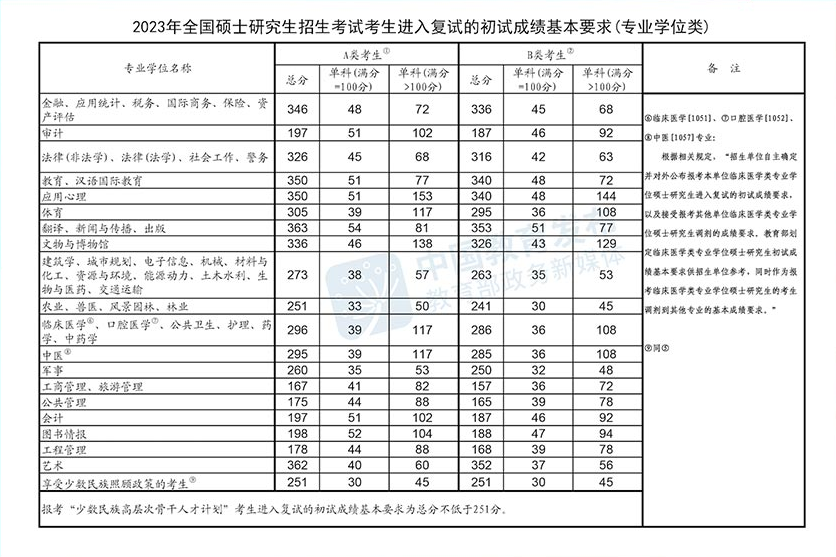 2023年全国硕士研究生招生考试考生进入复试的初试成绩基本要求(专业学位类)
专业学位名称 A类考生① B类考生② 备 注
总分 单科(满分=100分) 单科(满分>100分) 总分 单科(满分=100分) 单科(满分>100分)
金融、应用统计、税务、国际商务、保险、资
产评估 346 48 72 336 45 68
审计 197 51 102 187 46 92
法律(非法学)、法律(法学)、社会工作、警务 326 45 68 316 42 63
教育、汉语国际教育 350 51 77 340 48 72
应用心理 350 51 153 340 48 144
体育 305 39 117 295 36 108
翻译、新闻与传播、出版 363 54 81 353 51 77
文物与博物馆 336 46 138 326 43 129
建筑学、城市规划、电子信息、机械、材料与
化工、资源与环境、能源动力、土木水利、生
物与医药、交通运输 273 38 57 263 35 53
农业、兽医、风景园林、林业 251 33 50 241 30 45
临床医学⑥、口腔医学⑦、公共卫生、护理、药
学、中药学 296 39 117 286 36 108
中医⑧ 295 39 117 285 36 108
军事 260 35 53 250 32 48
工商管理、旅游管理 167 41 82 157 36 72
公共管理 175 44 88 165 39 78
会计 197 51 102 187 46 92
图书情报 198 52 104 188 47 94
工程管理 178 44 88 168 39 78
艺术 362 40 60 352 37 56
享受少数民族照顾政策的考生⑨ 251 30 45 251 30 45
报考“少数民族高层次骨干人才计划”考生进入复试的初试成绩基本要求为总分不低于251分。
⑥临床医学[1051]、⑦口腔医学[1052]、
⑧中医[1057]专业:
根据相关规定，“招生单位自主确定
并对外公布报考本单位临床医学类专业学
位硕士研究生进入复试的初试成绩要求，
以及接受报考其他单位临床医学类专业学
位硕士研究生调剂的成绩要求。教育部划
定临床医学类专业学位硕士研究生初试成
绩基本要求供招生单位参考，同时作为报
考临床医学类专业学位硕士研究生的考生
调剂到其他专业的基本成绩要求。”
⑨同⑤
中国教育发布
教育部政务新媒体